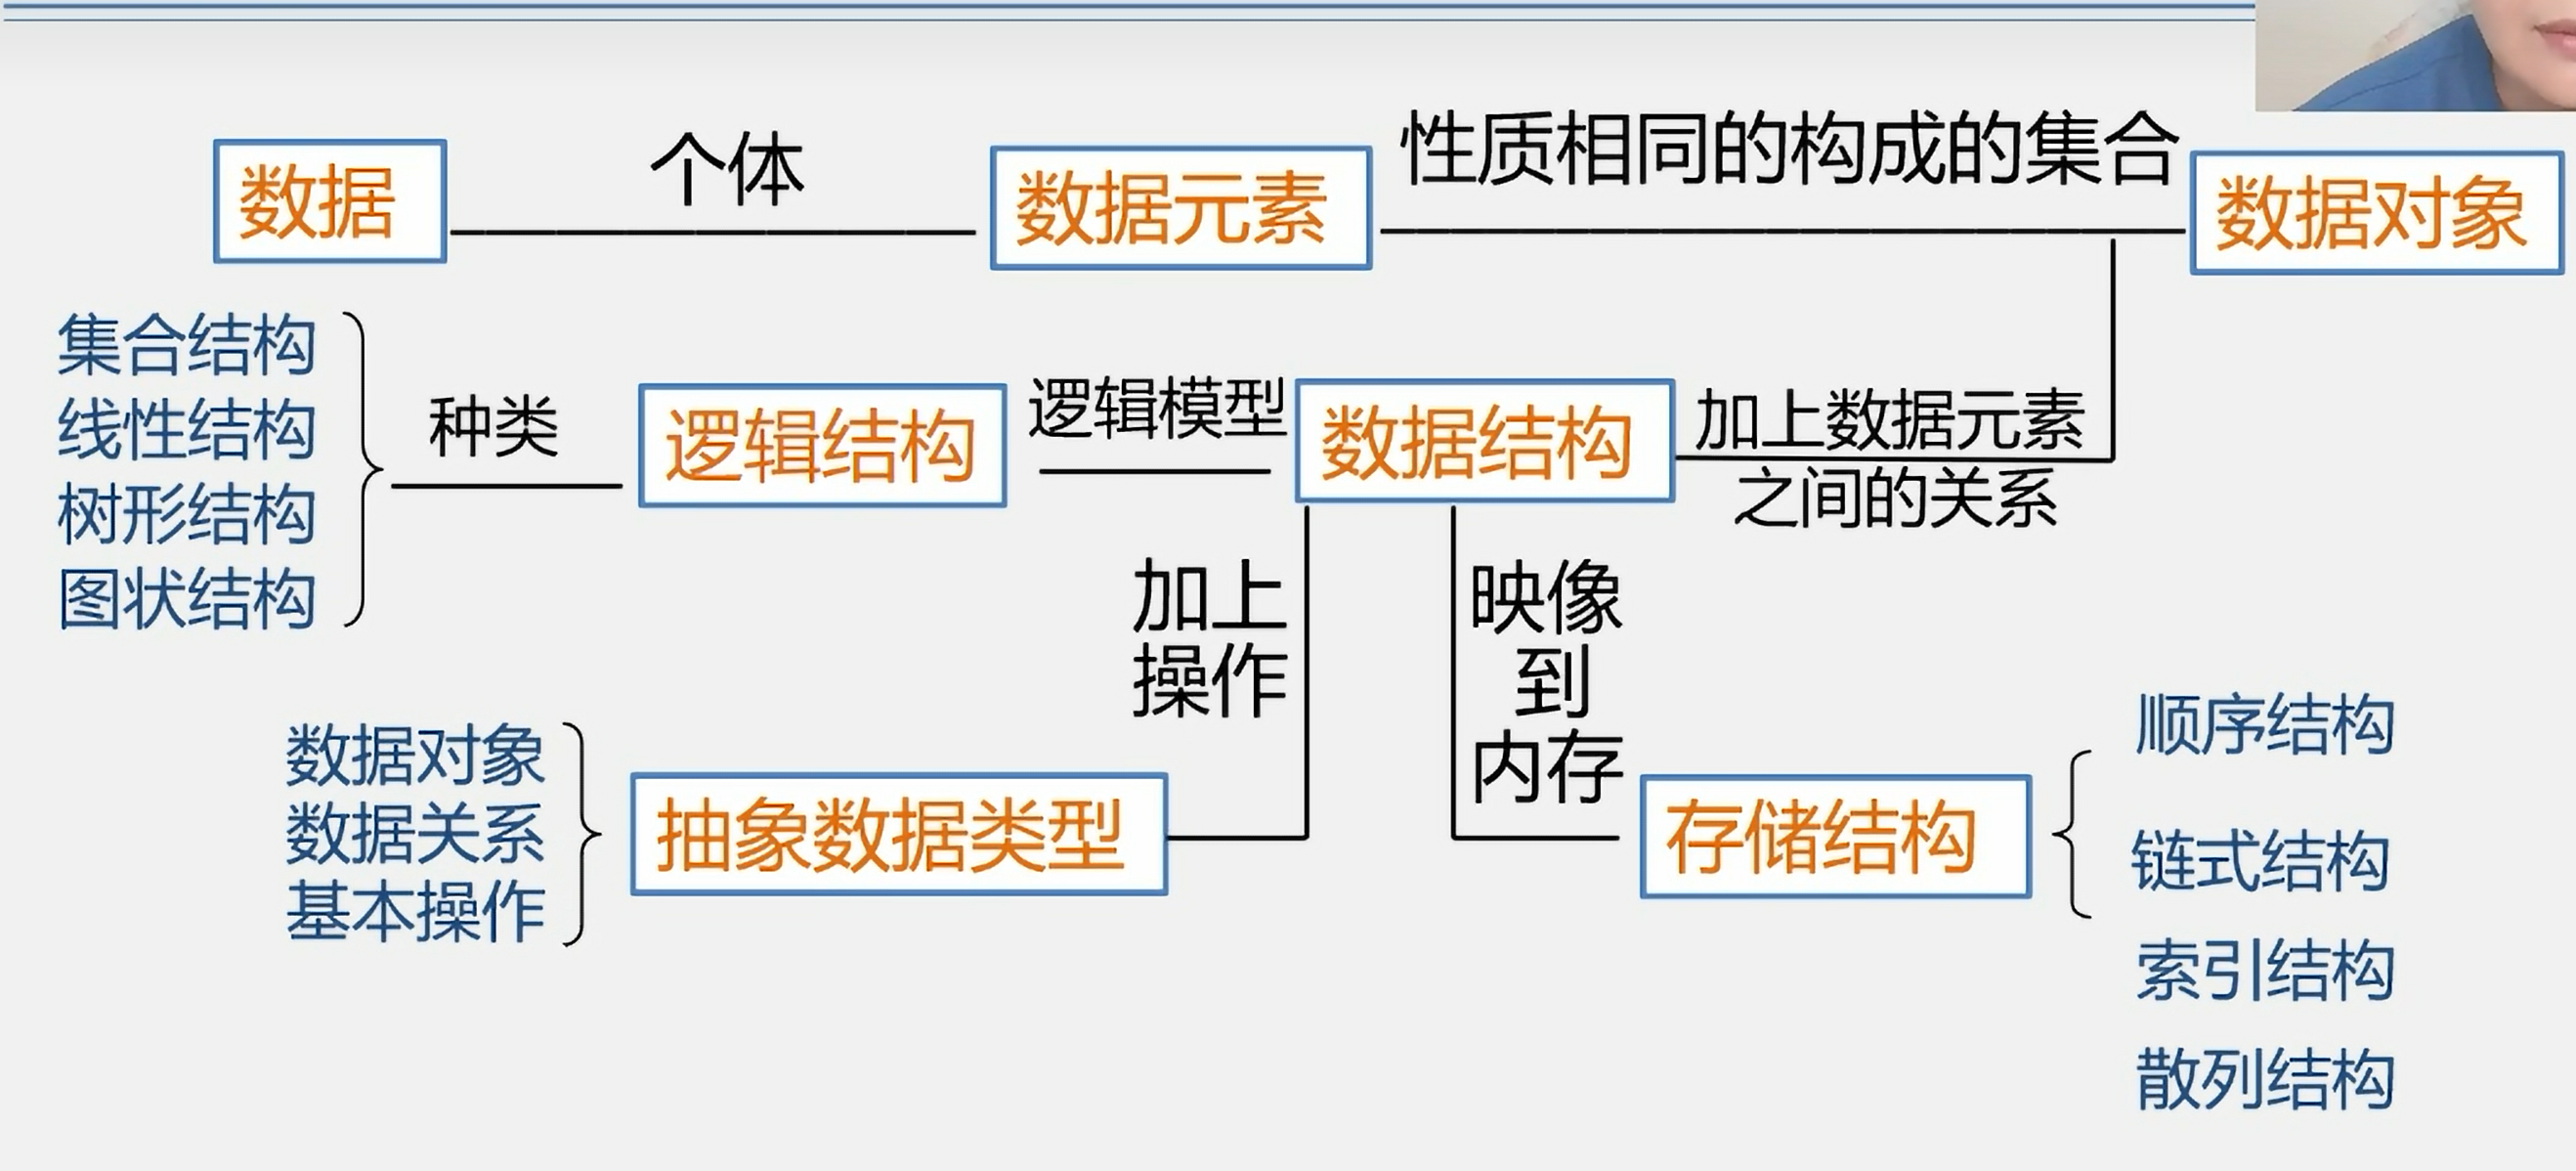 数据
个体
数据元素
性质相同的构成的集合
数据对象
集合结构
线性结构
树形结构
图状结构
种类
逻辑结构
逻辑模型
数据结构
加上数据元素
之间的关系
加上
操作
映像
到
内存
数据对象
数据关系
基本操作
抽象数据类型
存储结构
顺序结构
链式结构
索引结构
散列结构